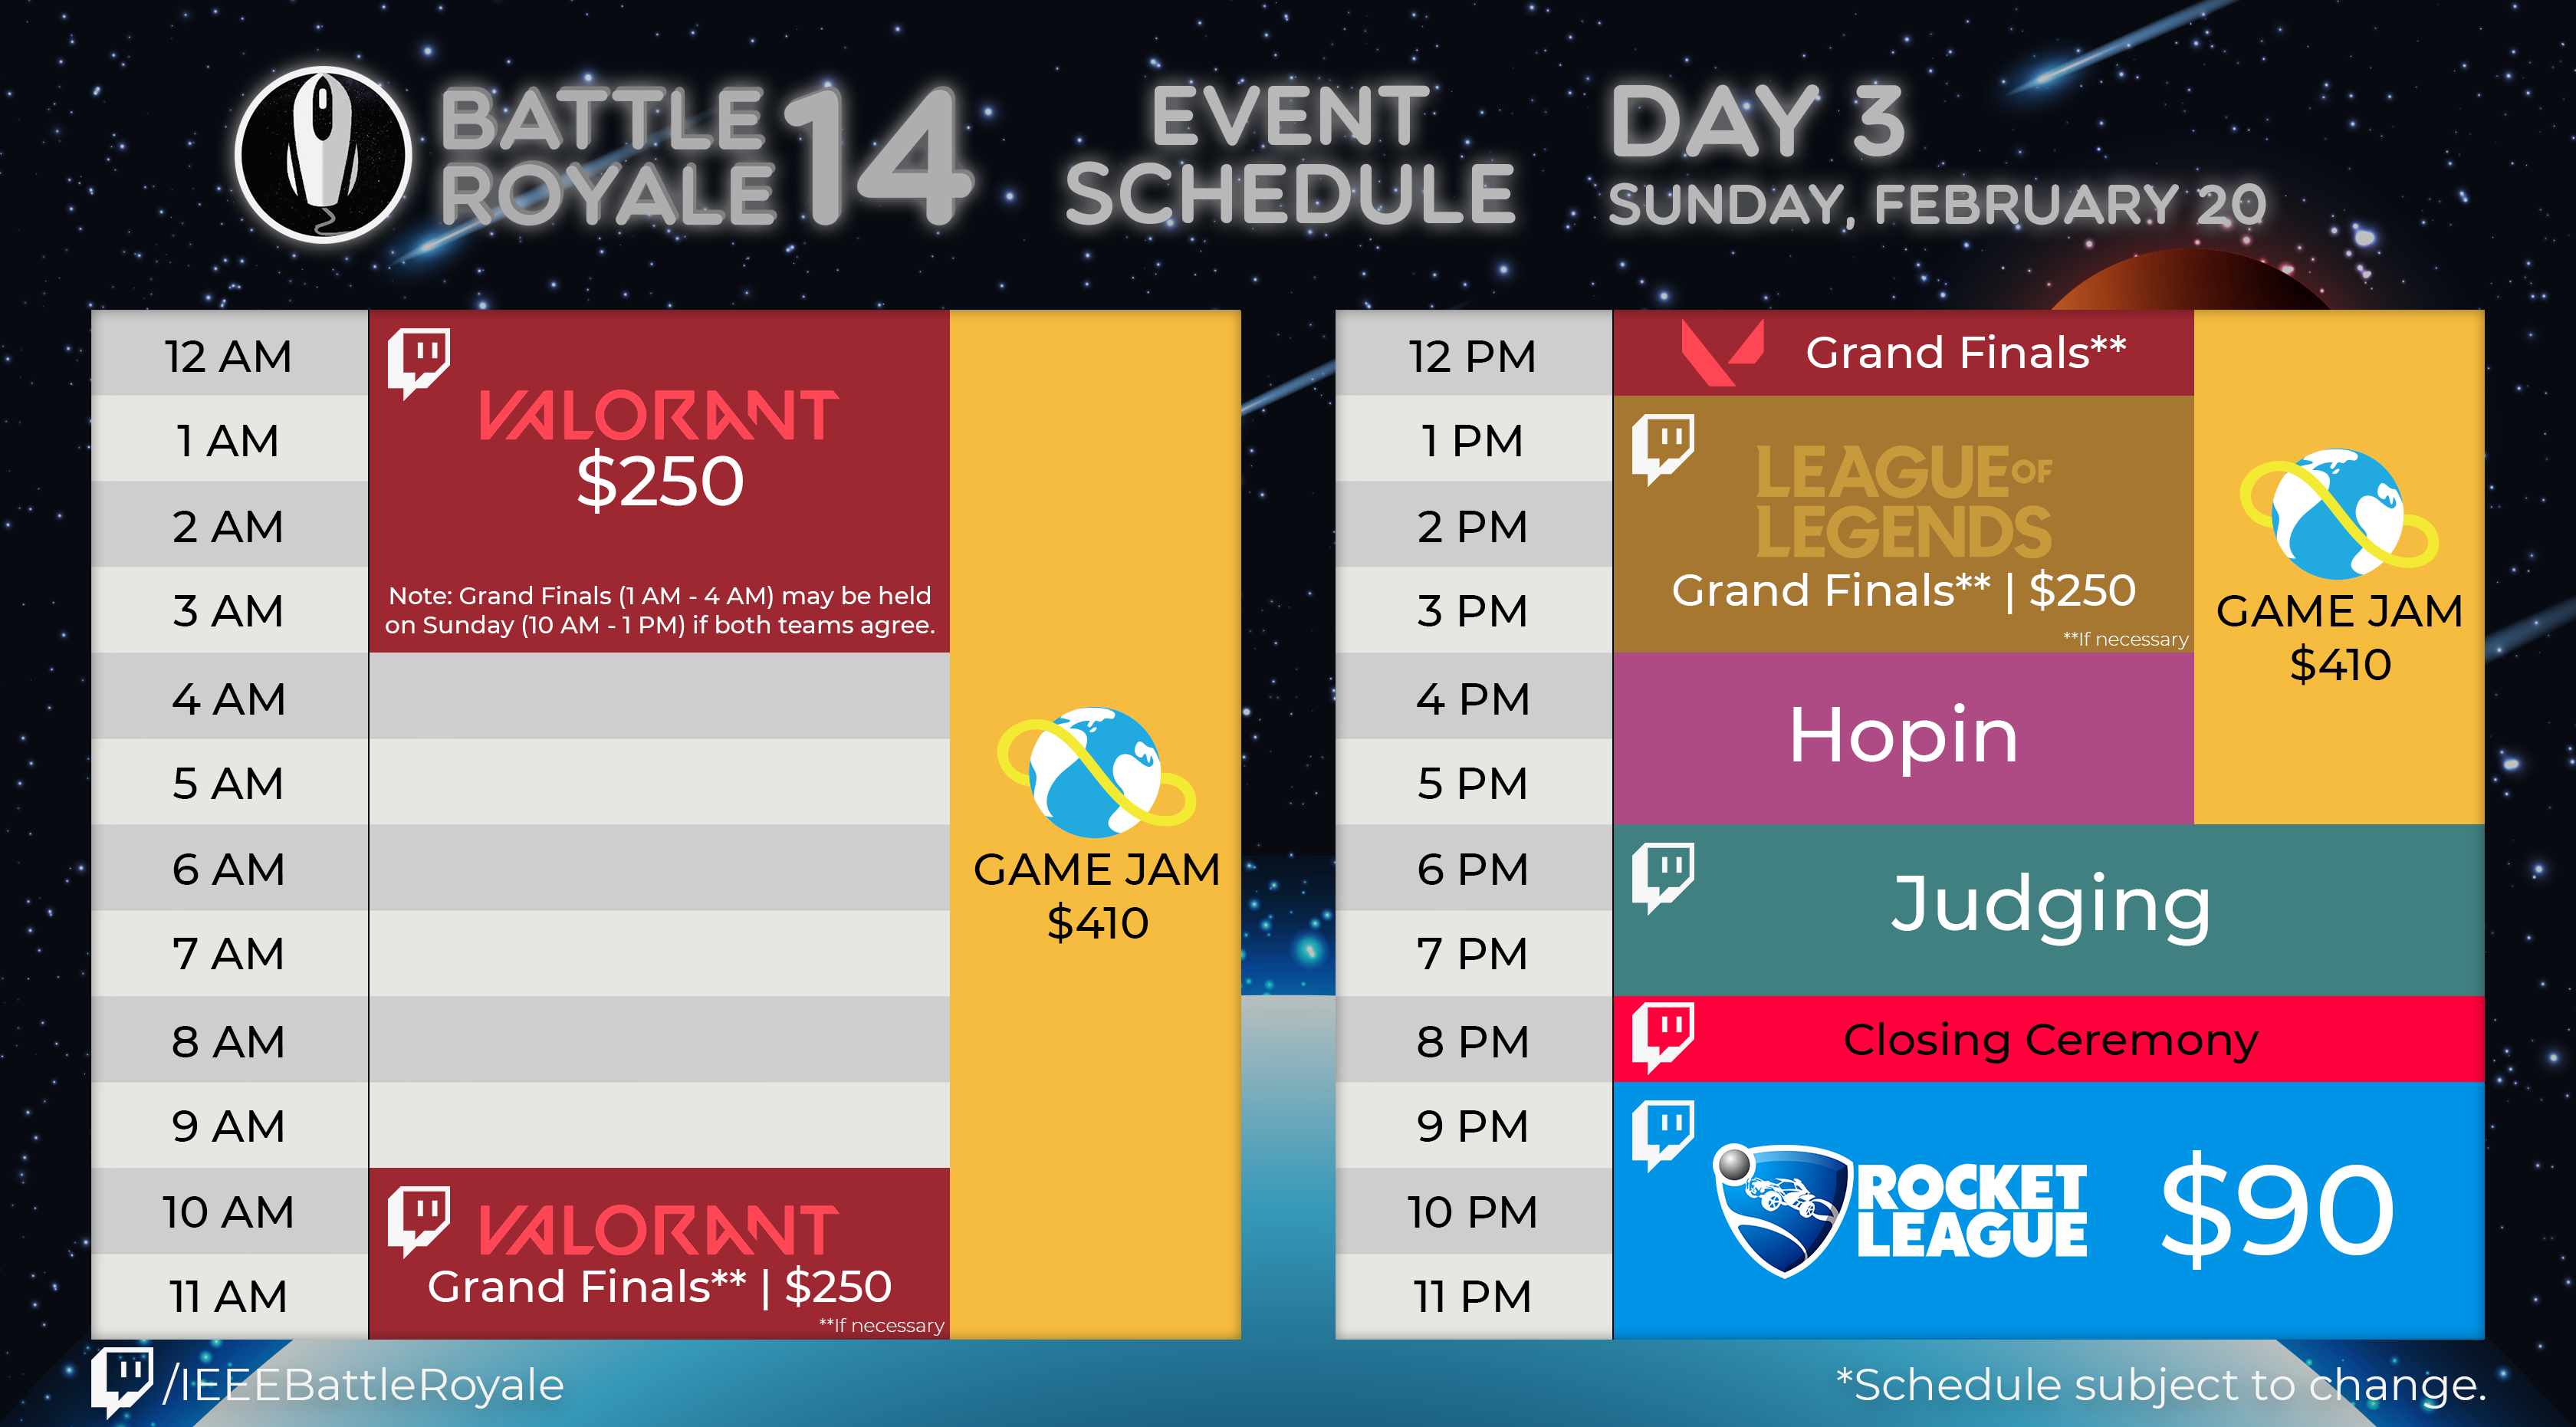 BATTLE
ROYALE 14
EVENT
SCHEDULE
DAY 3
SUNDAY, FEBRUARY 20
12 AM
1 AM
2 AM
3 AM
4 AM
5 AM
6 AM
7 AM
8 AM
9 AM
10 AM
11 AM
VALORANT
$250
Note: Grand Finals (1 AM - 4 AM) may be held
on Sunday (10 AM - 1 PM) if both teams agree.
VALORANT
Grand Finals** | $250
**If necessary
GAME JAM
$410
12 PM
1 PM
2 PM
3 PM
4 PM
5 PM
6 PM
7 PM
8 PM
9 PM
10 PM
11 PM
Grand Finals**
LEAGUE OF
LEGENDS
Grand Finals** | $250
**If necessary
GAME JAM
$410
Hopin
Judging
Closing Ceremony
ROCKET
LEAGUE
$90
/IEEEBattleRoyale
*Schedule subject to change.